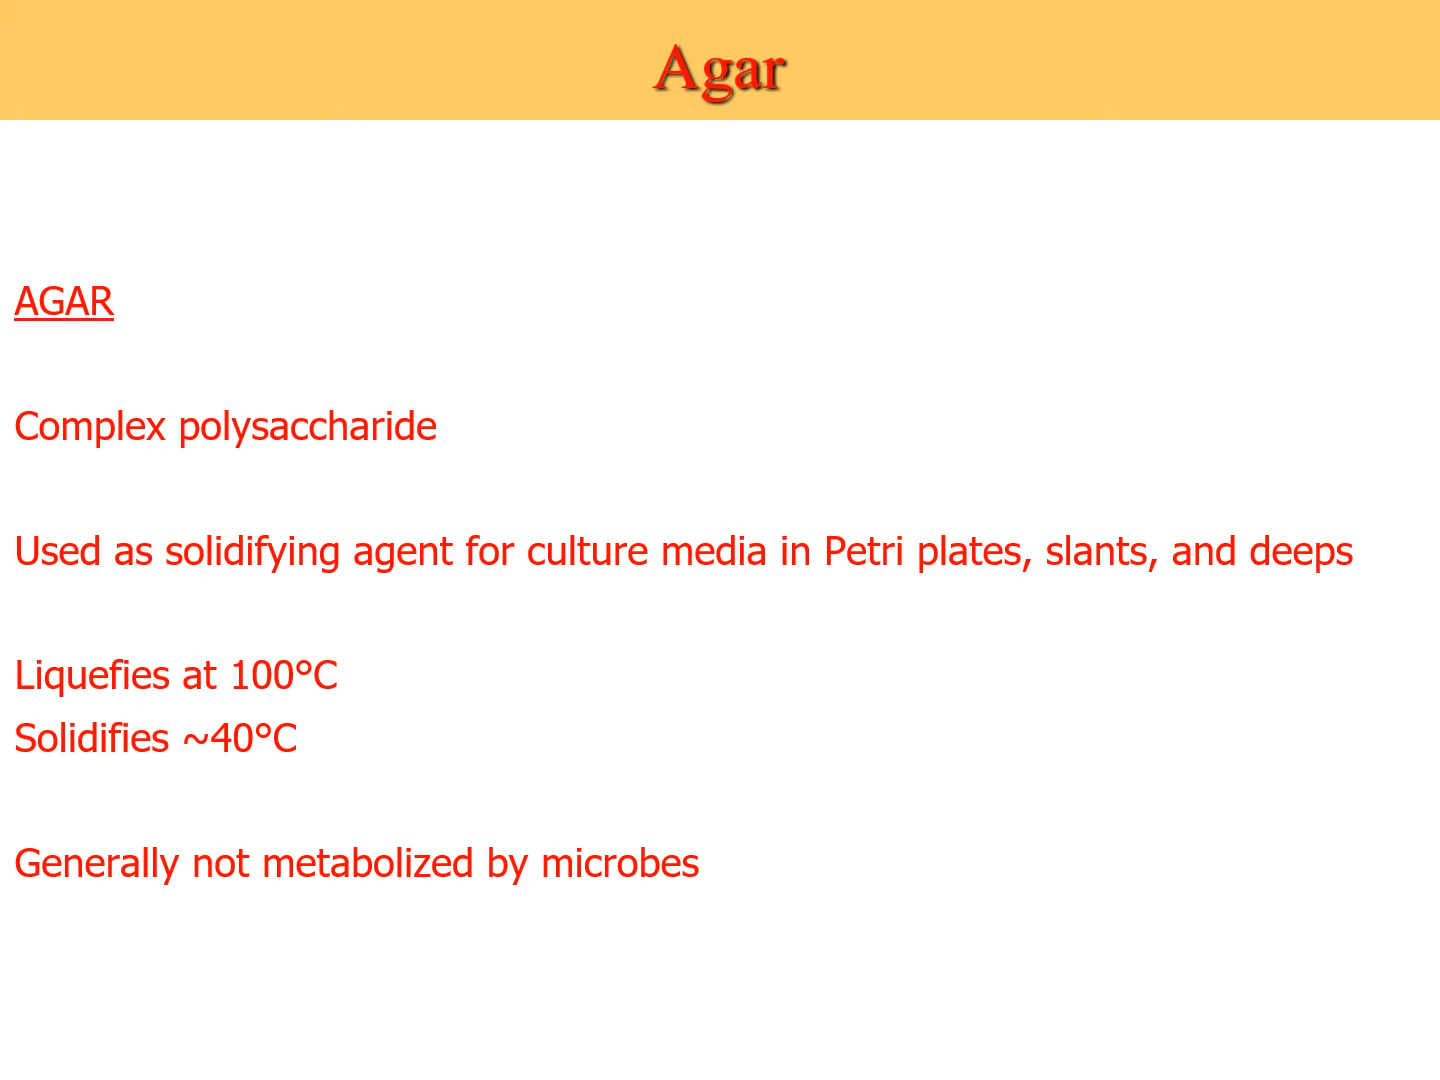 Agar
AGAR
Complex polysaccharide
Used as solidifying agent for culture media in Petri plates, slants, and deeps
Liquefies at 100°C
Solidifies ~40°C
Generally not metabolized by microbes